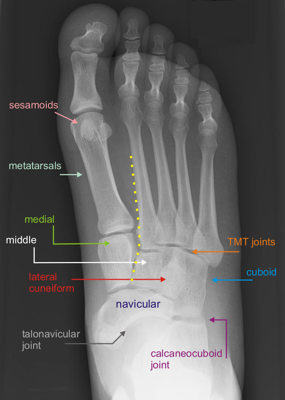 sesamoids
metatarsals
medial
middle
TMT joints
lateral
cuneiform
cuboid
navicular
talonavicular
joint
calcaneocuboid
joint